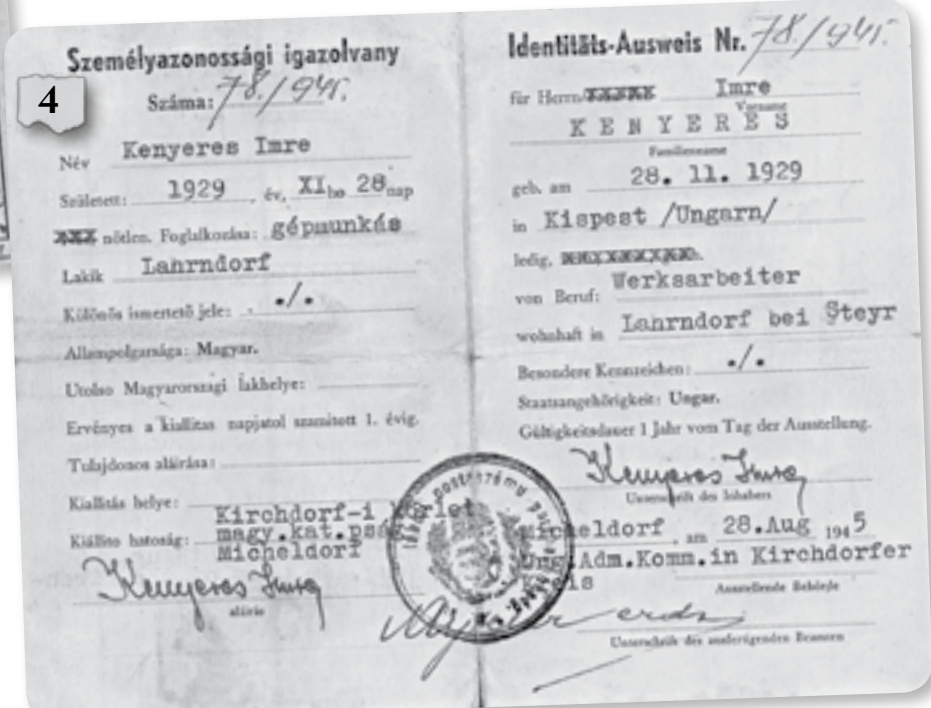 4
Személyazonossági igazolvany
Száma: 78./945.
Név Kenyeres Imre
Született: 1929 év, XI. hó 28 nap
nőtlen. Foglalkozása: gépmunkás
Lakik Lahrndorf
Különös ismertető jele: ./.
Allampolgarsága: Magyar.
Utolso Magyarországi lakhelye:
Ervényes a kiallitas napjatol szamitott 1. évig.
Tulajdonos aláirása:
Kiallitás helye: Kirchdorf-i
Kiállito hatoság: magy.kat.
Micheldorf
Kenyeres Imre
aláirás
Identitäts-Ausweis Nr. 78./945.
für Herrn Imre
Vorname
KENYERES
Familienname
geb. am 28. 11. 1929
in Kispest /Ungarn/
ledig,
von Beruf: Werksarbeiter
wohnhaft in Lahrndorf bei Steyr
Besondere Kennzeichen: ./.
Staatsangehörigkeit: Ungar.
Gültigkeitsdauer 1 Jahr vom Tag der Ausstellung.
Kenyeres Imre
Unterschrift des Inhabers
Micheldorf, am 28.Aug 1945
Ung.Adm.Komm.in Kirchdorfer
Ausstellende Behörde
Unterschrift des ausfertigenden Beamten